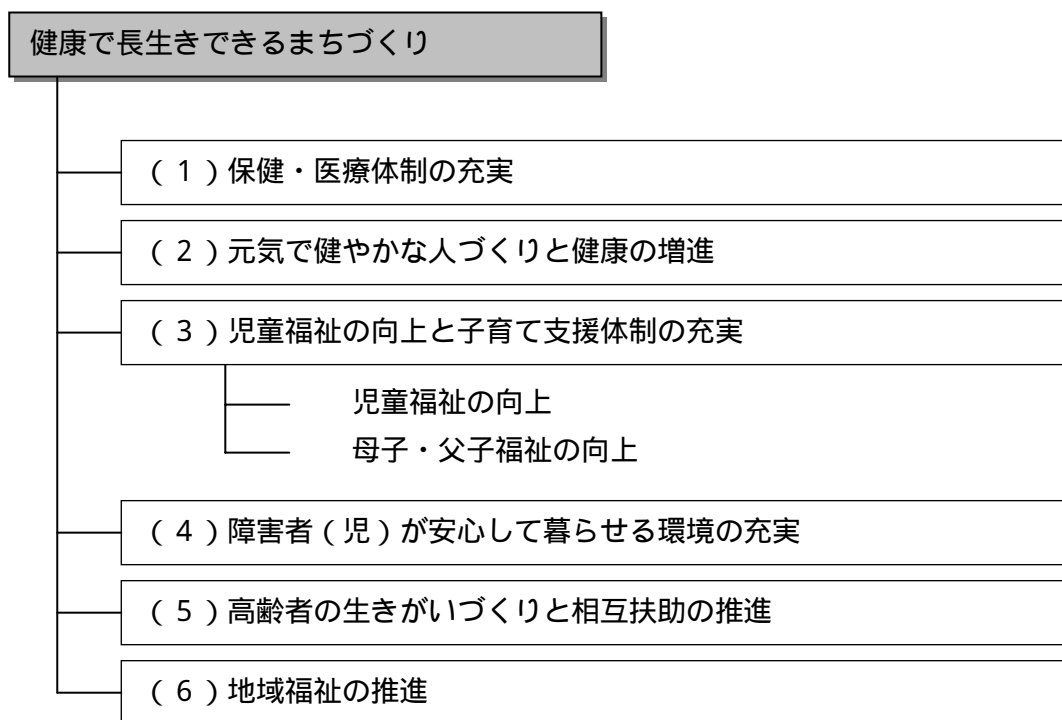 健康で長生きできるまちづくり
(1)保健・医療体制の充実
(2)元気で健やかな人づくりと健康の増進
(3)児童福祉の向上と子育て支援体制の充実
児童福祉の向上
母子・父子福祉の向上
(4)障害者(児)が安心して暮らせる環境の充実
(5)高齢者の生きがいづくりと相互扶助の推進
(6)地域福祉の推進